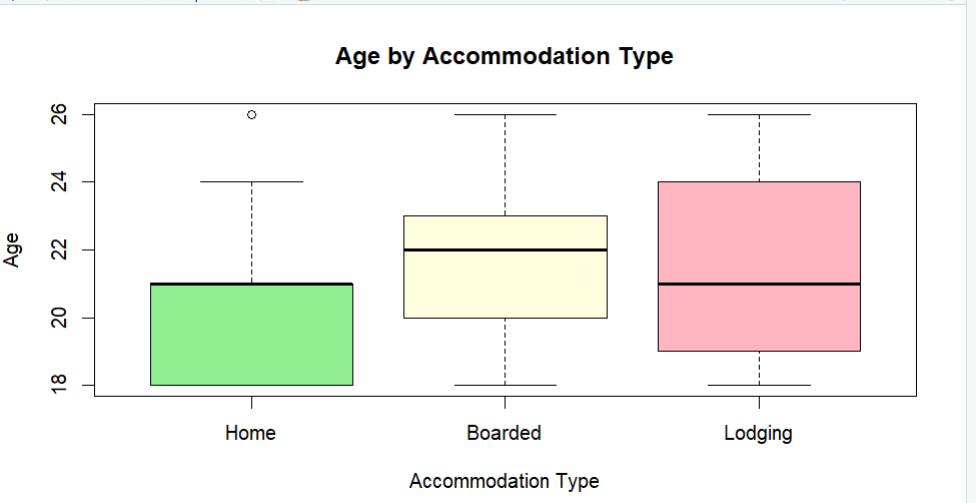 Age by Accommodation Type
26
24
22
20
18
Age
Home Boarded Lodging
Accommodation Type